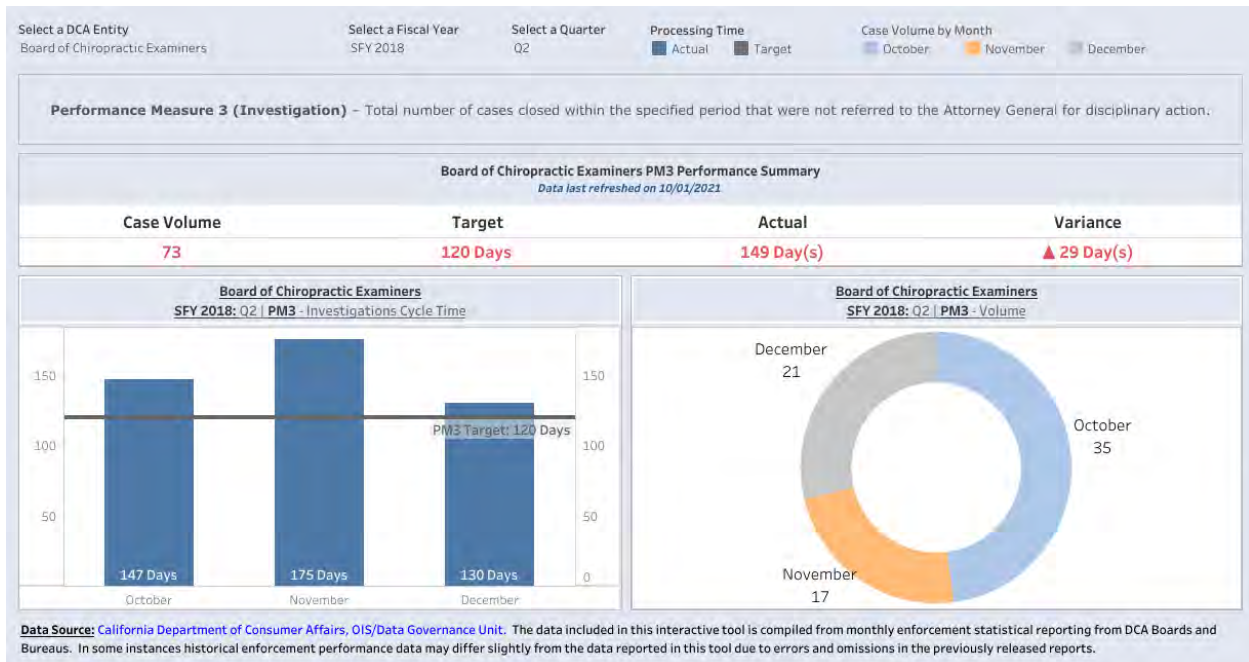 Select a DCA Entity
Board of Chiropractic Examiners
Select a Fiscal Year
SFY 2018
Select a Quarter
Q2
Processing Time
Actual Target
Case Volume by Month
October November December
Performance Measure 3 (Investigation) – Total number of cases closed within the specified period that were not referred to the Attorney General for disciplinary action.
Board of Chiropractic Examiners PM3 Performance Summary
Data last refreshed on 10/01/2021
Case Volume Target Actual Variance
73 120 Days 149 Day(s) ▲ 29 Day(s)
Board of Chiropractic Examiners
SFY 2018: Q2 | PM3 - Investigations Cycle Time
150 150
PM3 Target: 120 Days
100 100
50 50
0
147 Days 175 Days 130 Days
October November December
Board of Chiropractic Examiners
SFY 2018: Q2 | PM3 - Volume
December
21
October
35
November
17
Data Source: California Department of Consumer Affairs, OIS/Data Governance Unit. The data included in this interactive tool is compiled from monthly enforcement statistical reporting from DCA Boards and
Bureaus. In some instances historical enforcement performance data may differ slightly from the data reported in this tool due to errors and omissions in the previously released reports.